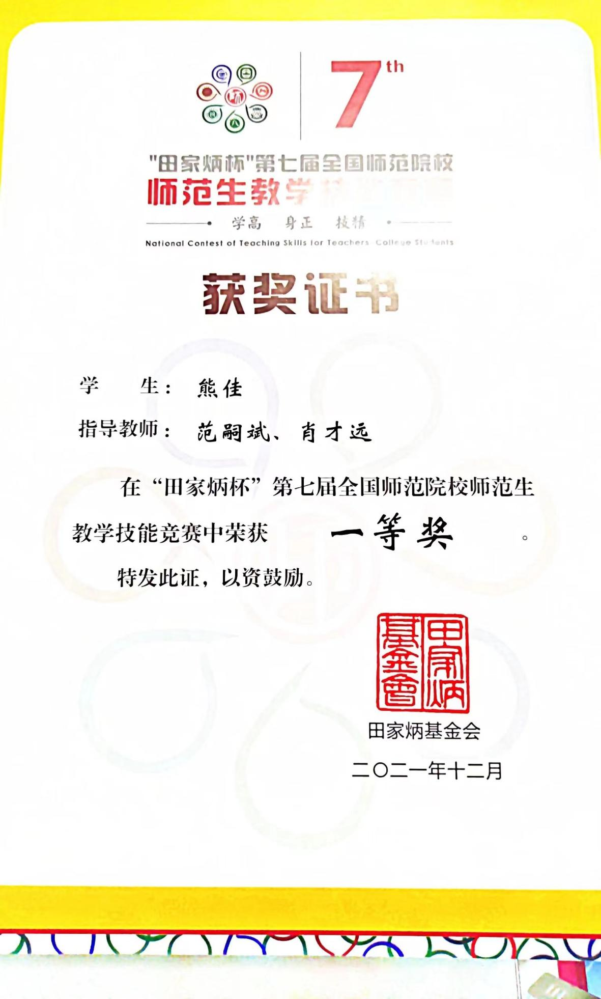 7th
"田家炳杯"第七届全国师范院校
师范生教学技能竞赛
学高 身正 技精
National Contest of Teaching Skills for Teachers College Students
获奖证书
学 生： 熊佳
指导教师： 范嗣斌、肖才远
在“田家炳杯”第七届全国师范院校师范生
教学技能竞赛中荣获 一等奖 。
特发此证，以资鼓励。
田家炳
基金會
田家炳基金会
二〇二一年十二月